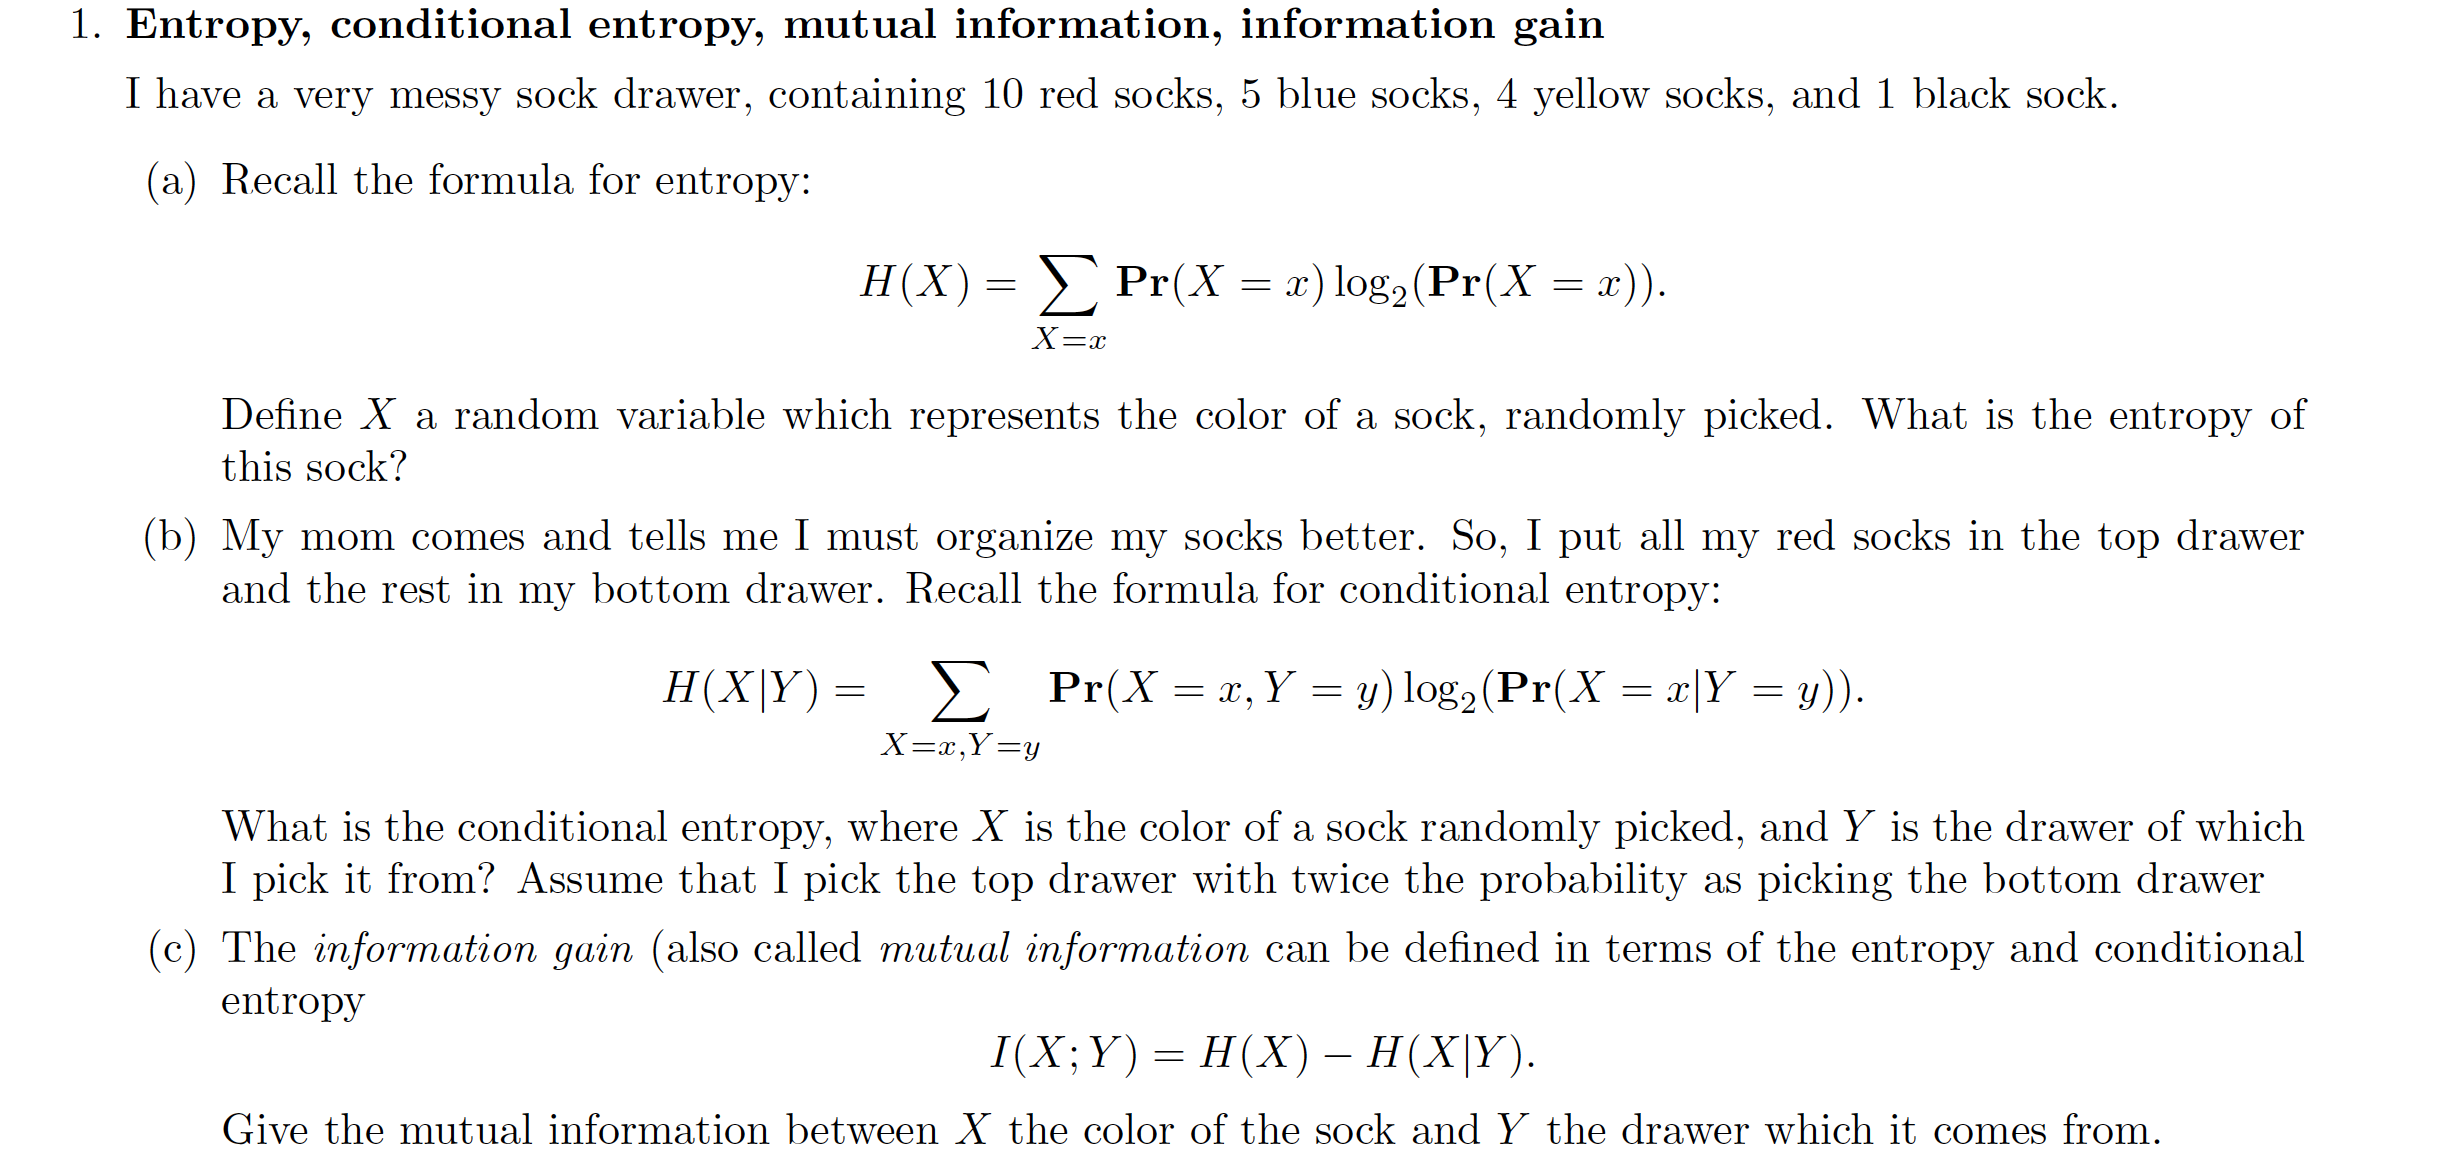 1. Entropy, conditional entropy, mutual information, information gain
I have a very messy sock drawer, containing 10 red socks, 5 blue socks, 4 yellow socks, and 1 black sock.
(a) Recall the formula for entropy:
H(X) = ∑_{X=x} Pr(X = x) log₂(Pr(X = x)).
Define X a random variable which represents the color of a sock, randomly picked. What is the entropy of
this sock?
(b) My mom comes and tells me I must organize my socks better. So, I put all my red socks in the top drawer
and the rest in my bottom drawer. Recall the formula for conditional entropy:
H(X|Y) = ∑_{X=x,Y=y} Pr(X = x, Y = y) log₂(Pr(X = x|Y = y)).
What is the conditional entropy, where X is the color of a sock randomly picked, and Y is the drawer of which
I pick it from? Assume that I pick the top drawer with twice the probability as picking the bottom drawer
(c) The information gain (also called mutual information can be defined in terms of the entropy and conditional
entropy
I(X; Y) = H(X) − H(X|Y).
Give the mutual information between X the color of the sock and Y the drawer which it comes from.